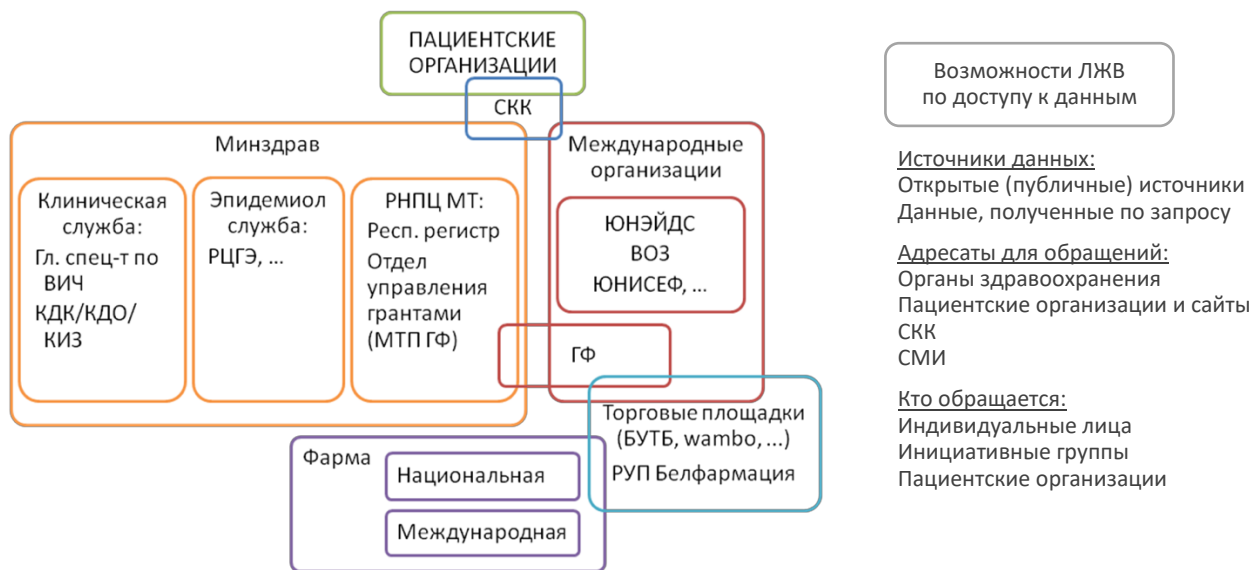 ПАЦИЕНТСКИЕ
ОРГАНИЗАЦИИ
СКК
Минздрав
Клиническая
служба:
Гл. спец-т по
ВИЧ
КДК/КДО/
КИЗ
Эпидемиол
служба:
РЦГЭ, ...
РНПЦ МТ:
Респ. регистр
Отдел
управления
грантами
(МТП ГФ)
Международные
организации
ЮНЭЙДС
ВОЗ
ЮНИСЕФ, ...
ГФ
Торговые площадки
(БУТБ, wambo, ...)
РУП Белфармация
Фарма
Национальная
Международная
Возможности ЛЖВ
по доступу к данным
Источники данных:
Открытые (публичные) источники
Данные, полученные по запросу
Адресаты для обращений:
Органы здравоохранения
Пациентские организации и сайты
СКК
СМИ
Кто обращается:
Индивидуальные лица
Инициативные группы
Пациентские организации